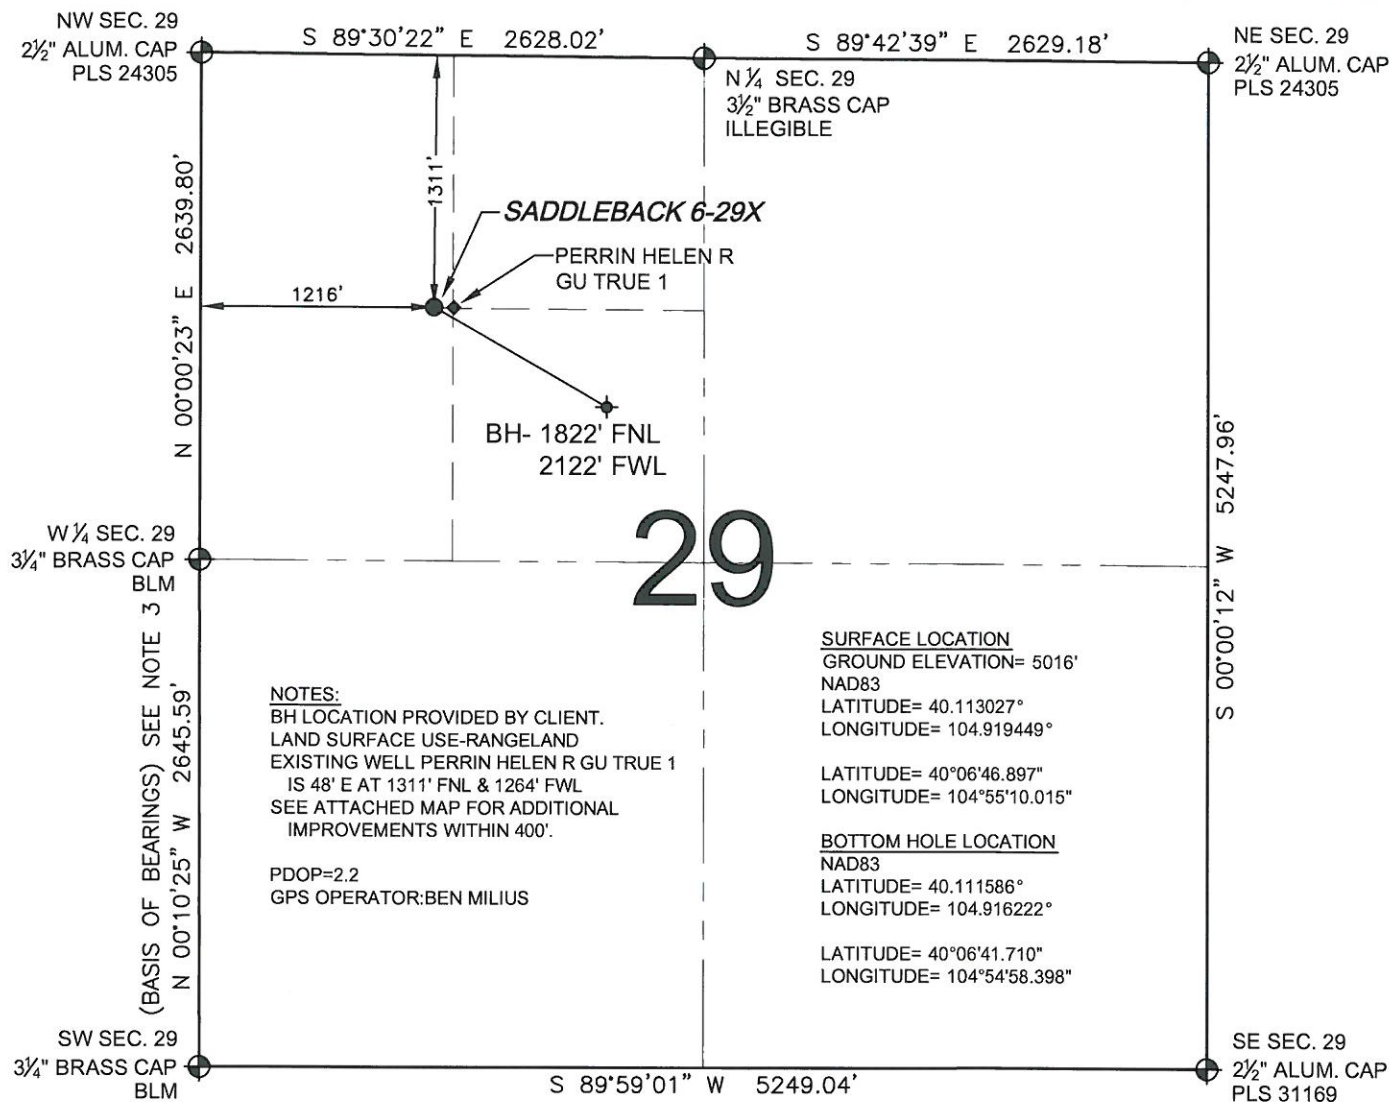 NW SEC. 29
2½" ALUM. CAP
PLS 24305
S 89°30'22" E 2628.02'
S 89°42'39" E 2629.18'
NE SEC. 29
2½" ALUM. CAP
PLS 24305
N ¼ SEC. 29
3½" BRASS CAP
ILLEGIBLE
N 00°00'23" E 2639.80'
1311'
SADDLEBACK 6-29X
PERRIN HELEN R
GU TRUE 1
1216'
BH- 1822' FNL
2122' FWL
S 00°00'12" W 5247.96'
W ¼ SEC. 29
3¼" BRASS CAP
BLM
29
(BASIS OF BEARINGS) SEE NOTE 3
N 00°10'25" W 2645.59'
NOTES:
BH LOCATION PROVIDED BY CLIENT.
LAND SURFACE USE-RANGELAND
EXISTING WELL PERRIN HELEN R GU TRUE 1
IS 48' E AT 1311' FNL & 1264' FWL
SEE ATTACHED MAP FOR ADDITIONAL
IMPROVEMENTS WITHIN 400'.
PDOP=2.2
GPS OPERATOR:BEN MILIUS
SURFACE LOCATION
GROUND ELEVATION= 5016'
NAD83
LATITUDE= 40.113027°
LONGITUDE= 104.919449°
LATITUDE= 40°06'46.897"
LONGITUDE= 104°55'10.015"
BOTTOM HOLE LOCATION
NAD83
LATITUDE= 40.111586°
LONGITUDE= 104.916222°
LATITUDE= 40°06'41.710"
LONGITUDE= 104°54'58.398"
SW SEC. 29
3¼" BRASS CAP
BLM
S 89°59'01" W 5249.04'
SE SEC. 29
2½" ALUM. CAP
PLS 31169